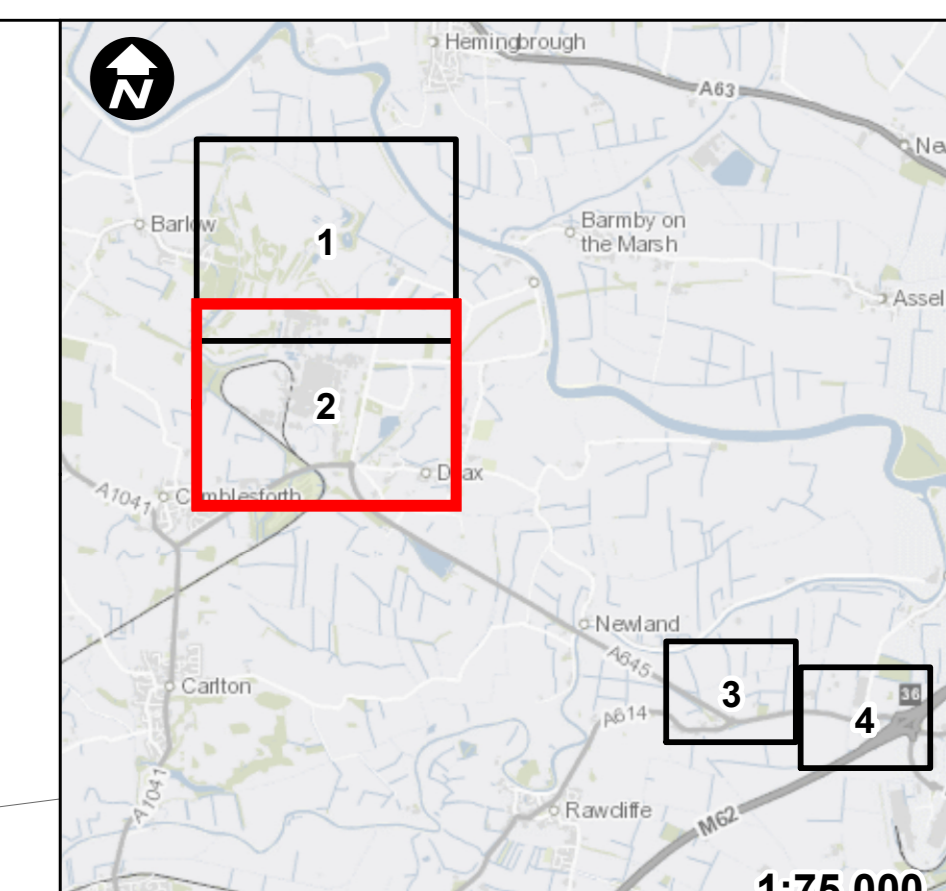 N
Hemingbrough
A63
Ne
Barlow
Barmby on
the Marsh
1
Assel
2
Drax
A1041
Camblesforth
Newland
A645
3
36
Carlton
A614
4
A1041
Rawcliffe
M62
1:75,000